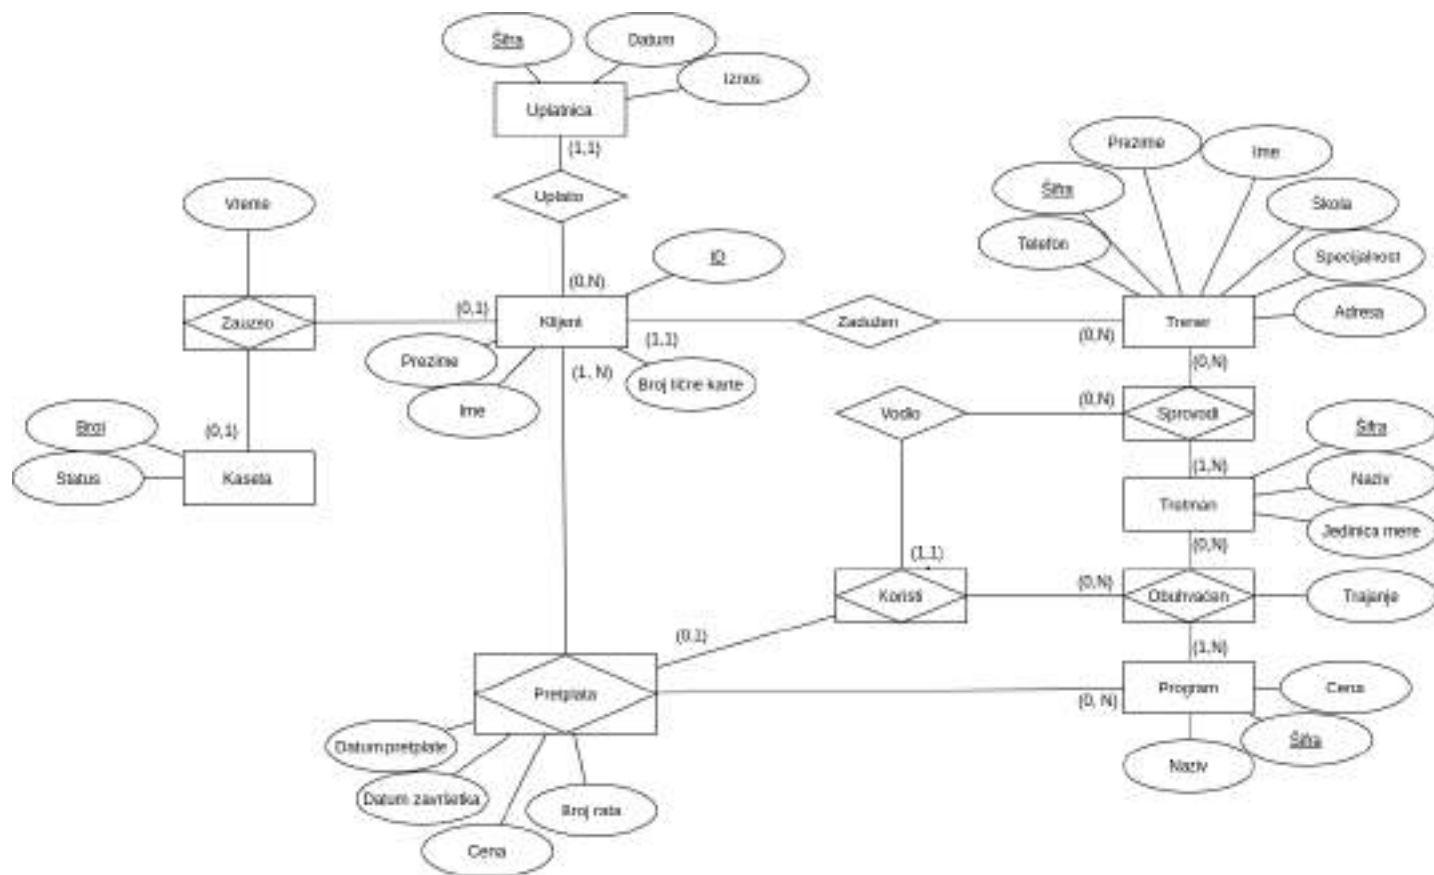 Šifra
Datum
Iznos
Uplatnica
(1,1)
Uplatio
(0,N)
Vreme
Zauzeo
(0,1)
Klijent
ID
Prezime
Ime
(1,1)
(1, N)
Broj lične karte
Zadužen
(0,N)
Prezime
Ime
Šifra
Škola
Telefon
Specijalnost
Adresa
Trener
(0,N)
Vodio
(0,N)
Sprovodi
(0,1)
Broj
Status
Kaseta
(1,N)
Šifra
Naziv
Tretman
Jedinica mere
(0,N)
(1,1)
Koristi
(0,N)
Obuhvaćen
Trajanje
(0,1)
(1,N)
Pretplata
(0, N)
Program
Cena
Šifra
Naziv
Datum pretplate
Datum završetka
Cena
Broj rata